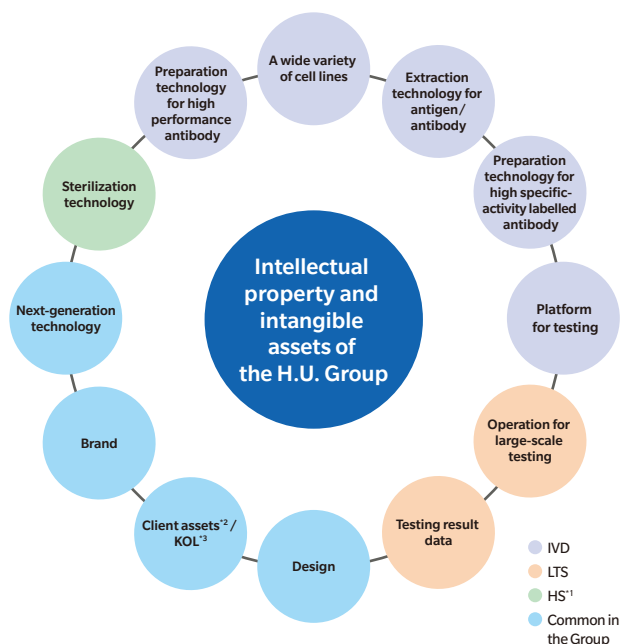 A wide variety
of cell lines
Extraction
technology for
antigen/
antibody
Preparation
technology for
high specific-
activity labelled
antibody
Platform
for testing
Operation for
large-scale
testing
Testing result
data
Design
Client assets*2 /
KOL*3
Brand
Next-generation
technology
Sterilization
technology
Preparation
technology
for high
performance
antibody
Intellectual
property and
intangible
assets of
the H.U. Group
IVD
LTS
HS*1
Common in
the Group